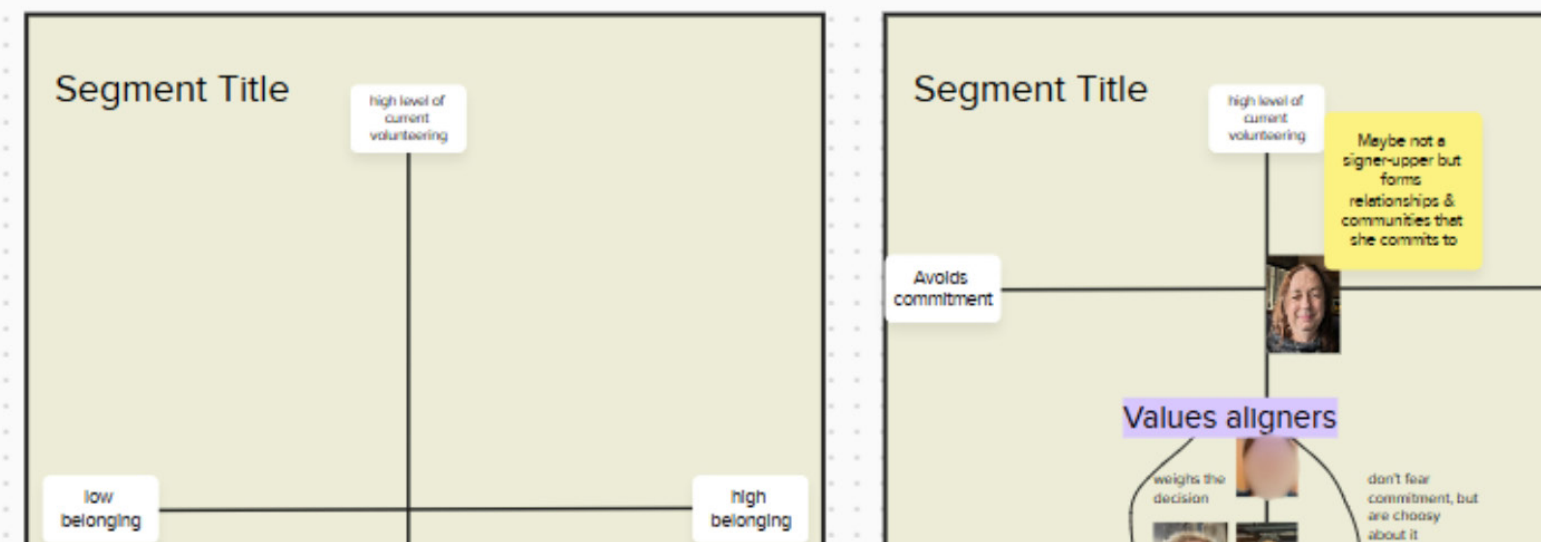 Segment Title
high level of
current
volunteering
low
belonging
high
belonging
Segment Title
high level of
current
volunteering
Maybe not a
signer-upper but
forms
relationships &
communities that
she commits to
Avoids
commitment
Values aligners
weighs the
decision
don't fear
commitment, but
are choosy
about it